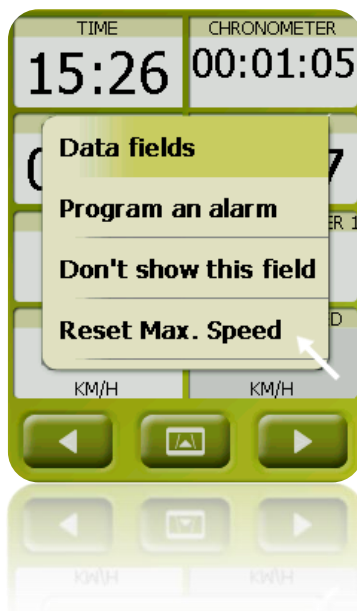 TIME CHRONOMETER
15:26 00:01:05
Data fields
Program an alarm
Don't show this field
Reset Max. Speed
KM/H KM/H